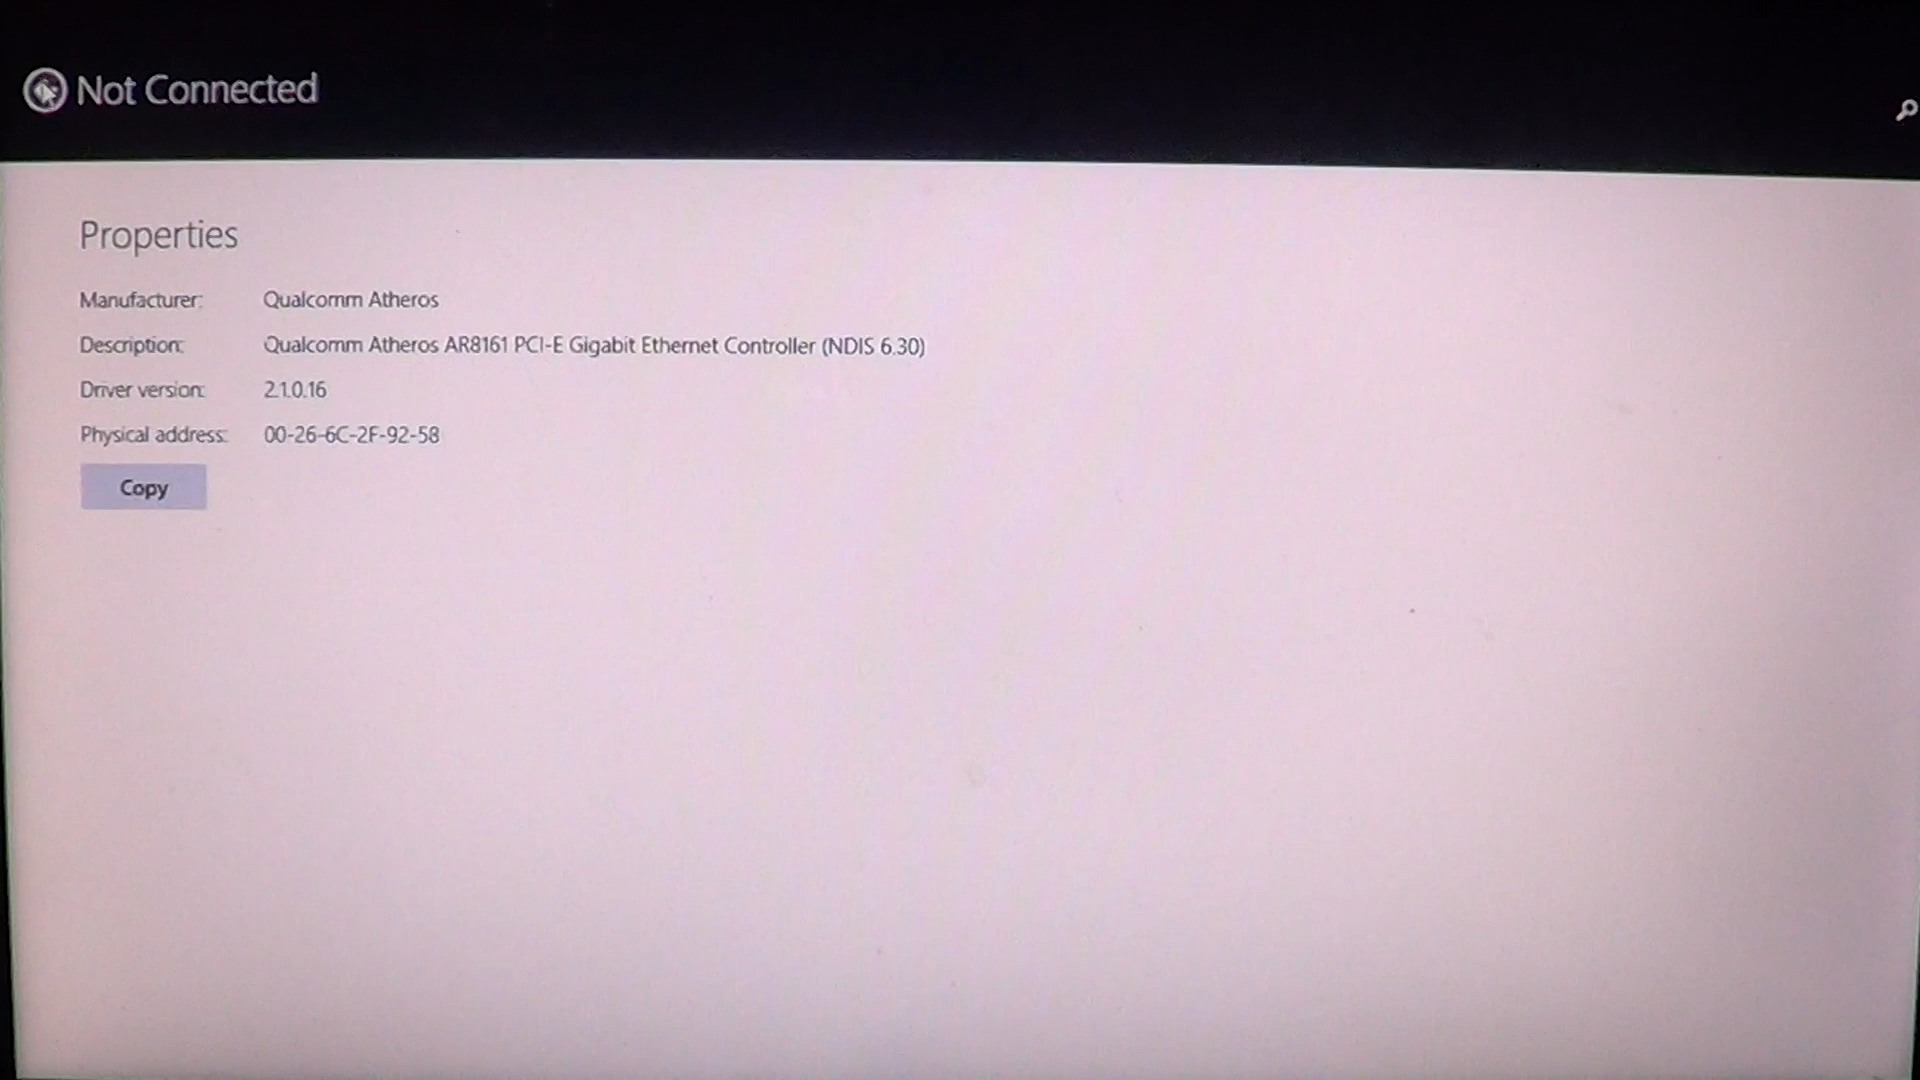 Not Connected
Properties
Manufacturer: Qualcomm Atheros
Description: Qualcomm Atheros AR8161 PCI-E Gigabit Ethernet Controller (NDIS 6.30)
Driver version: 2.1.0.16
Physical address: 00-26-6C-2F-92-58
Copy